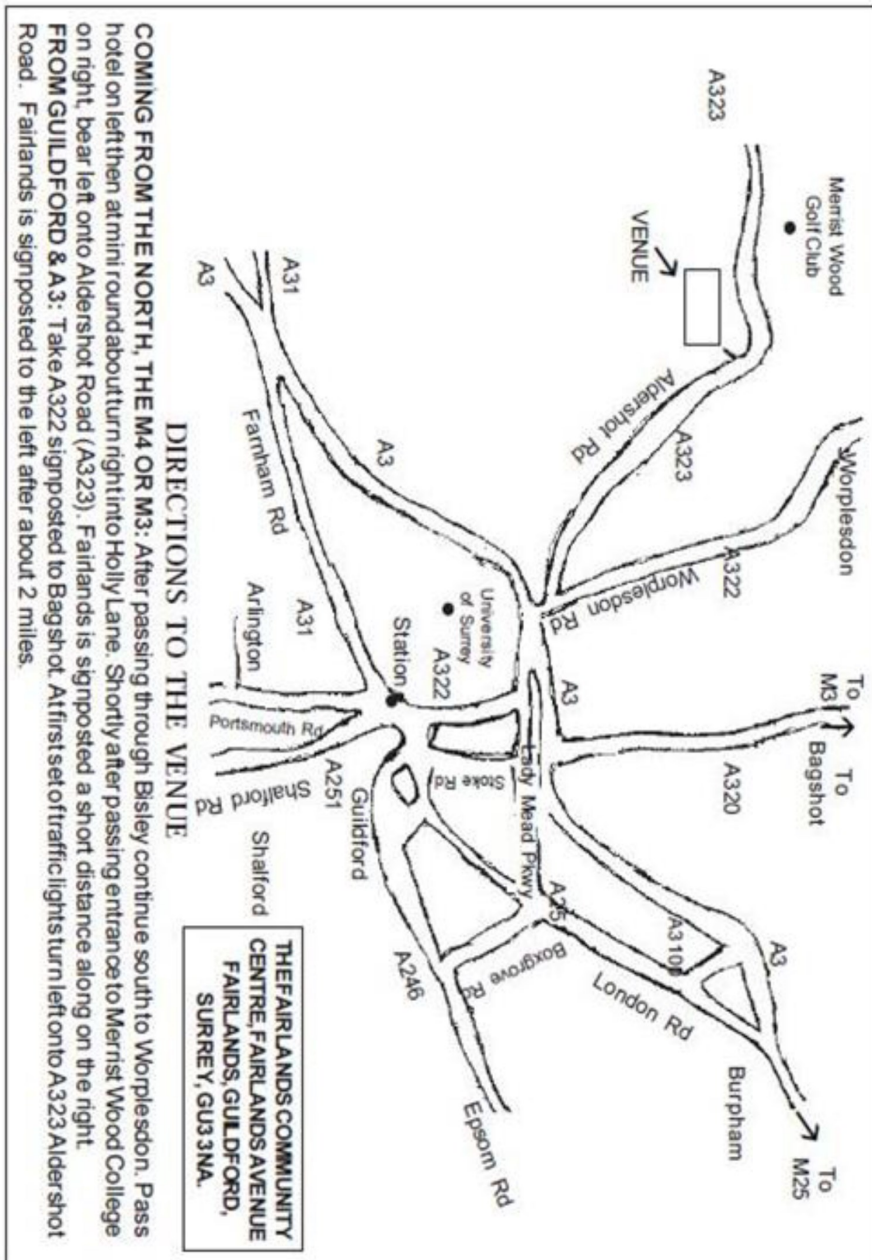 A323
Merrist Wood
Golf Club
VENUE
Aldershot Rd
A323
Worplesdon
A322
Worplesdon Rd
To
M3
To
Bagshot
A320
A3
To
M25
Burpham
A3100
London Rd
A3
A31
A3
A3
Farnham Rd
A31
University
of Surrey
A322
Station
Lady Mead Pkwy
Stoke Rd
A25
Boxgrove Rd
A246
Epsom Rd
Guildford
Arlington
Portsmouth Rd
A251
Shalford Rd
Shalford
DIRECTIONS TO THE VENUE
THE FAIRLANDS COMMUNITY
CENTRE, FAIRLANDS AVENUE
FAIRLANDS, GUILDFORD,
SURREY, GU3 3NA.
COMING FROM THE NORTH, THE M4 OR M3: After passing through Bisley continue south to Worplesdon. Pass
hotel on left then at mini roundabout turn right into Holly Lane. Shortly after passing entrance to Merrist Wood College
on right, bear left onto Aldershot Road (A323). Fairlands is signposted a short distance along on the right.
FROM GUILDFORD & A3: Take A322 signposted to Bagshot. At first set of traffic lights turn left onto A323 Aldershot
Road. Fairlands is signposted to the left after about 2 miles.